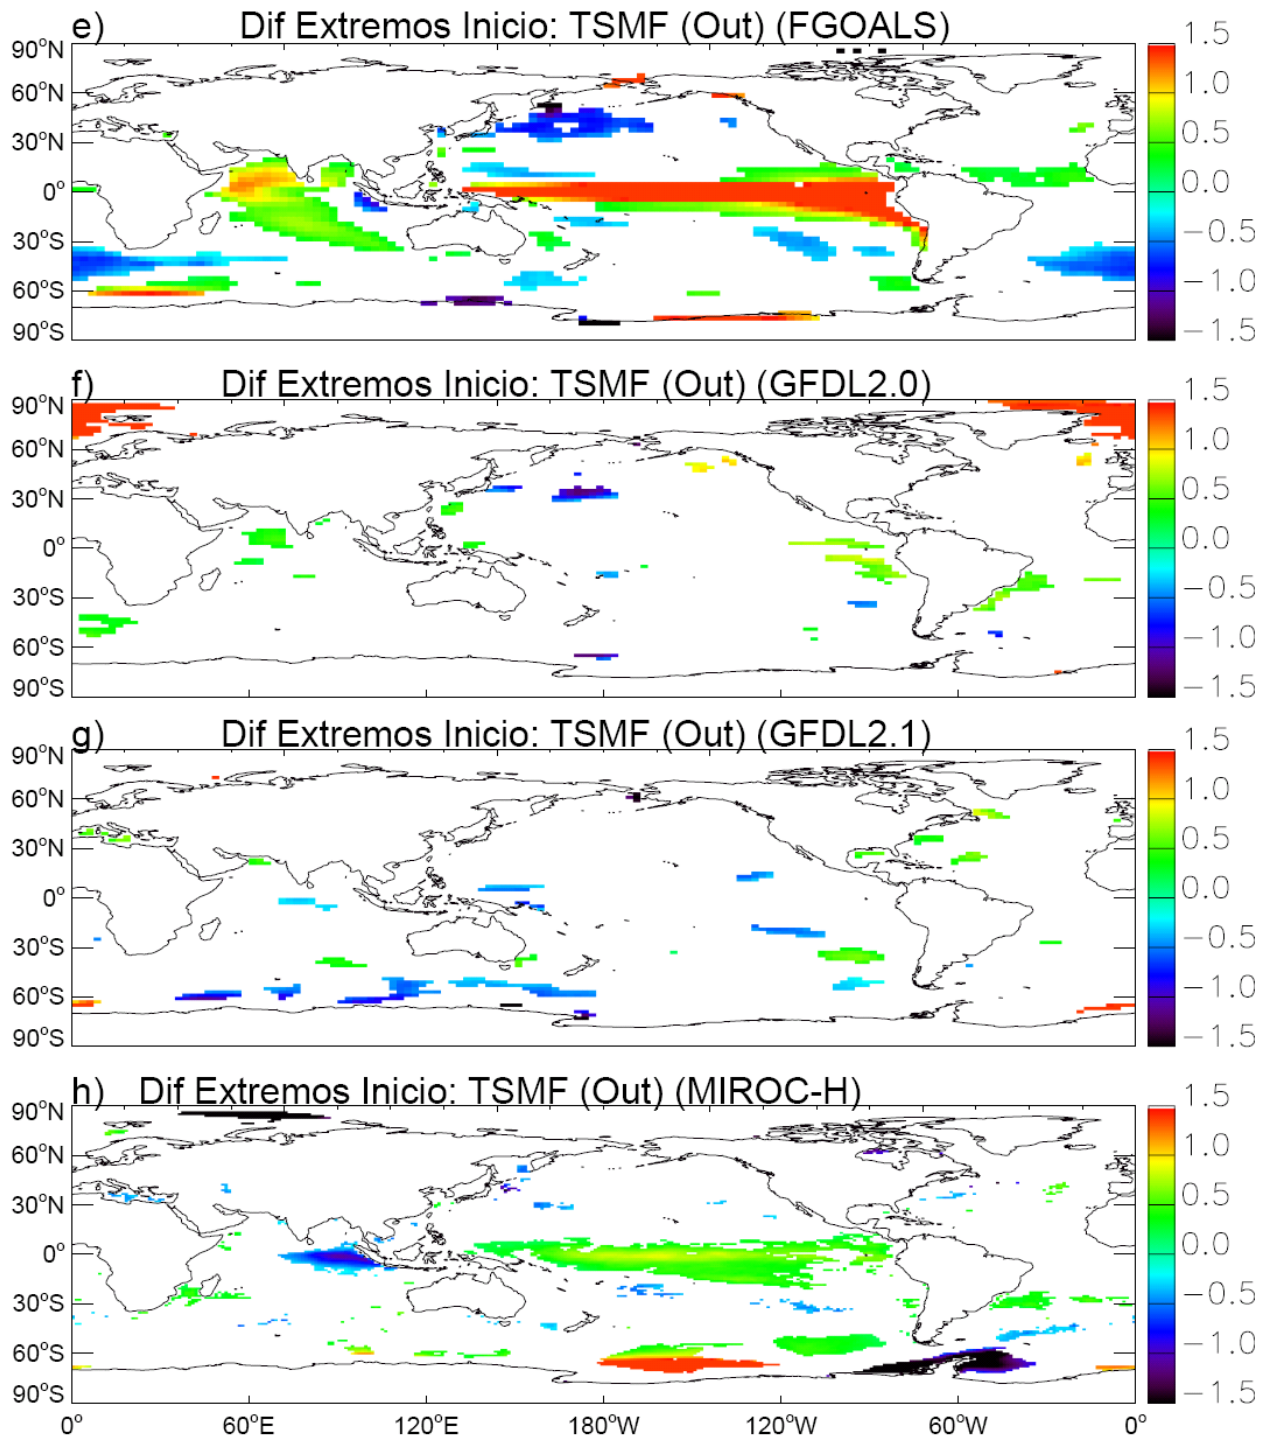 e) Dif Extremos Inicio: TSMF (Out) (FGOALS)
90°N
60°N
30°N
0°
30°S
60°S
90°S
1.5
1.0
0.5
0.0
−0.5
−1.0
−1.5
f) Dif Extremos Inicio: TSMF (Out) (GFDL2.0)
90°N
60°N
30°N
0°
30°S
60°S
90°S
1.5
1.0
0.5
0.0
−0.5
−1.0
−1.5
g) Dif Extremos Inicio: TSMF (Out) (GFDL2.1)
90°N
60°N
30°N
0°
30°S
60°S
90°S
1.5
1.0
0.5
0.0
−0.5
−1.0
−1.5
h) Dif Extremos Inicio: TSMF (Out) (MIROC-H)
90°N
60°N
30°N
0°
30°S
60°S
90°S
1.5
1.0
0.5
0.0
−0.5
−1.0
−1.5
0° 60°E 120°E 180°W 120°W 60°W 0°